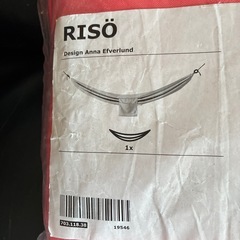 RISÖ
Design Anna Efverlund
1x
703.118.38
19546